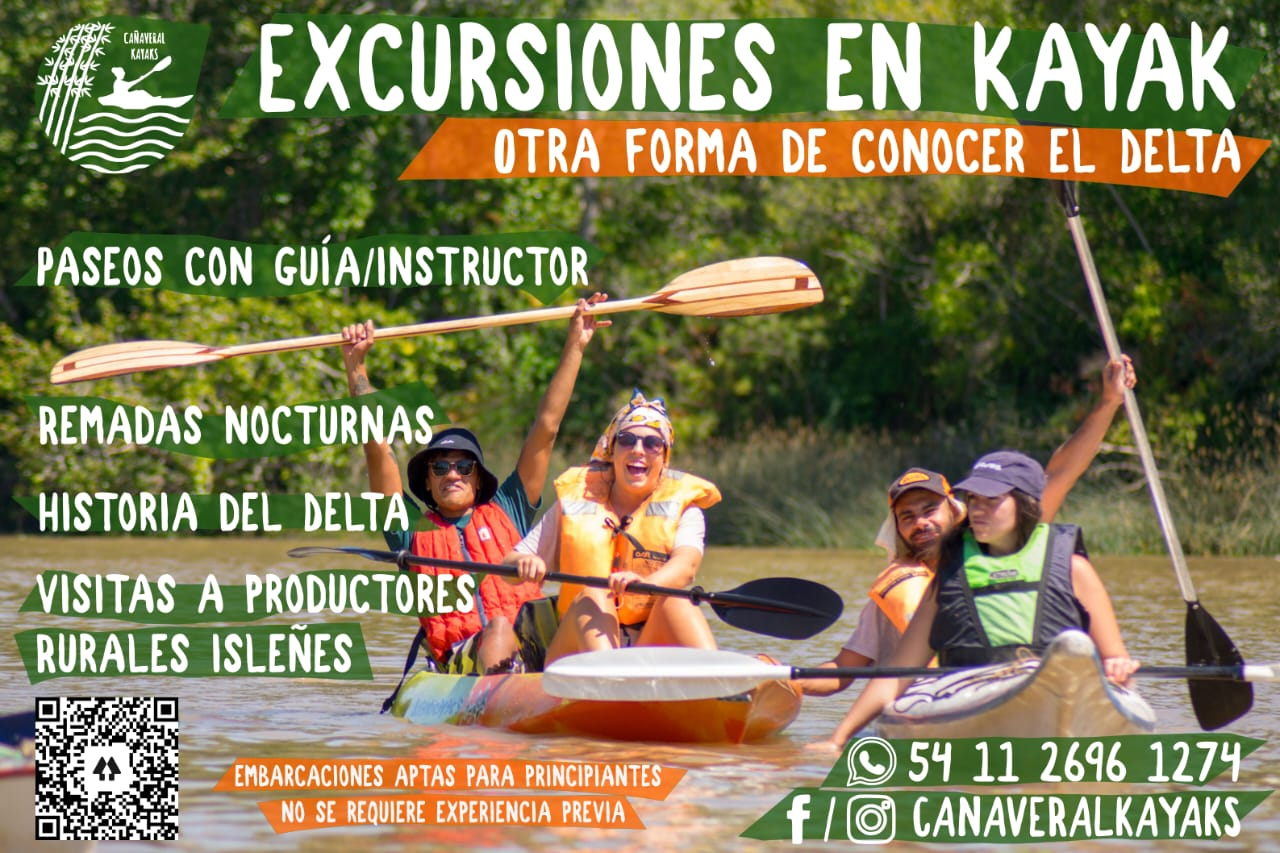 CAÑAVERAL
KAYAKS
EXCURSIONES EN KAYAK
OTRA FORMA DE CONOCER EL DELTA
PASEOS CON GUÍA/INSTRUCTOR
REMADAS NOCTURNAS
HISTORIA DEL DELTA
VISITAS A PRODUCTORES
RURALES ISLEÑES
EMBARCACIONES APTAS PARA PRINCIPIANTES
NO SE REQUIERE EXPERIENCIA PREVIA
54 11 2696 1274
f / CANAVERALKAYAKS